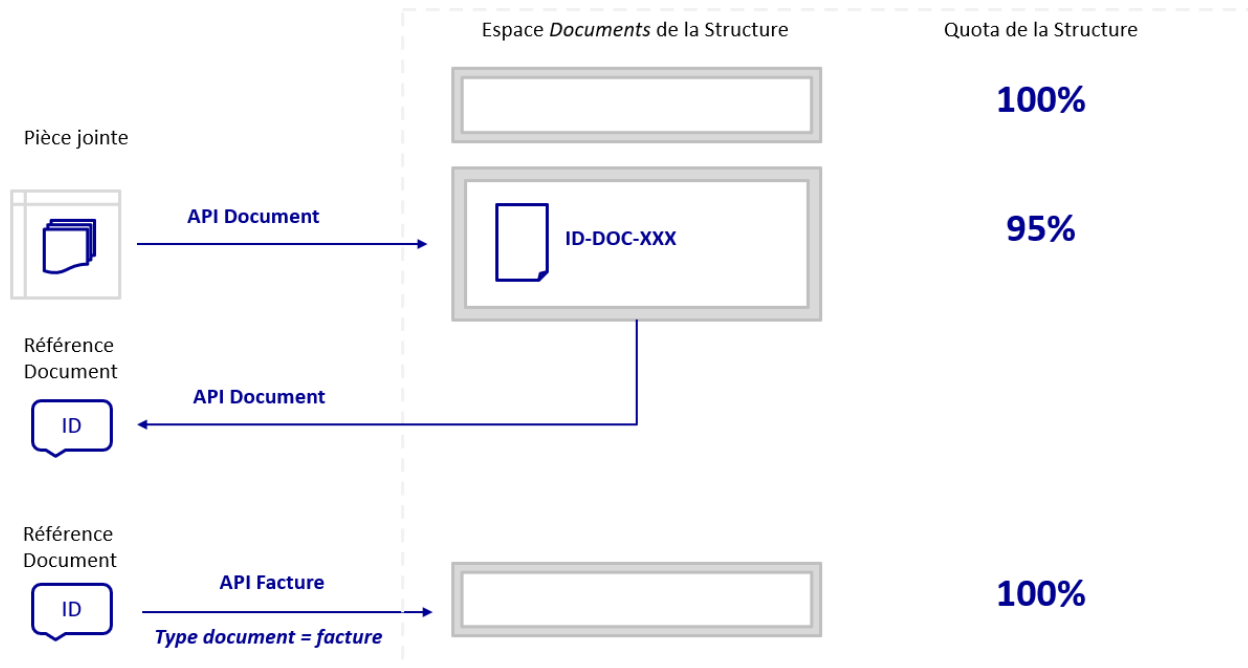 Espace Documents de la Structure
Quota de la Structure
100%
Pièce jointe
API Document
ID-DOC-XXX
95%
Référence
Document
API Document
ID
Référence
Document
API Facture
ID
Type document = facture
100%